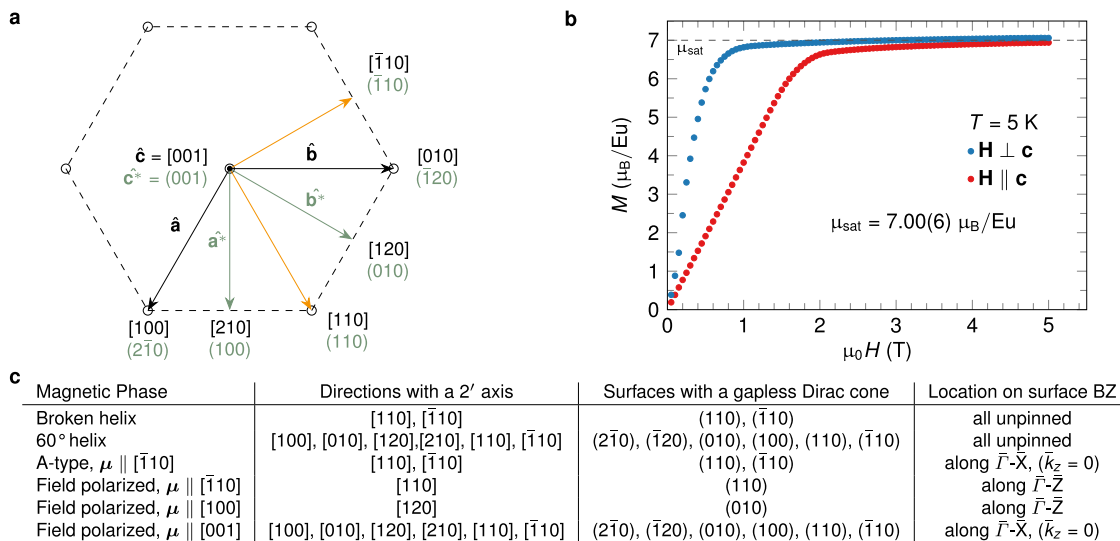 a
[1̄10]
(1̄10)
ĉ = [001]
ĉ* = (001)
b̂
[010]
(1̄20)
b̂*
â
â*
[120]
(010)
[100]
(21̄0)
[210]
(100)
[110]
(110)
b
M (μB/Eu)
7
6
5
4
3
2
1
0
μsat
T = 5 K
H ⊥ c
H ∥ c
μsat = 7.00(6) μB/Eu
0 1 2 3 4 5
μ0H (T)
c
Magnetic Phase Directions with a 2′ axis Surfaces with a gapless Dirac cone Location on surface BZ
Broken helix [110], [1̄10] (110), (1̄10) all unpinned
60° helix [100], [010], [120],[210], [110], [1̄10] (21̄0), (1̄20), (010), (100), (110), (1̄10) all unpinned
A-type, μ ∥ [1̄10] [110], [1̄10] (110), (1̄10) along Γ̄-X̄, (k̄z = 0)
Field polarized, μ ∥ [1̄10] [110] (110) along Γ̄-Z̄
Field polarized, μ ∥ [100] [120] (010) along Γ̄-Z̄
Field polarized, μ ∥ [001] [100], [010], [120], [210], [110], [1̄10] (21̄0), (1̄20), (010), (100), (110), (1̄10) along Γ̄-X̄, (k̄z = 0)